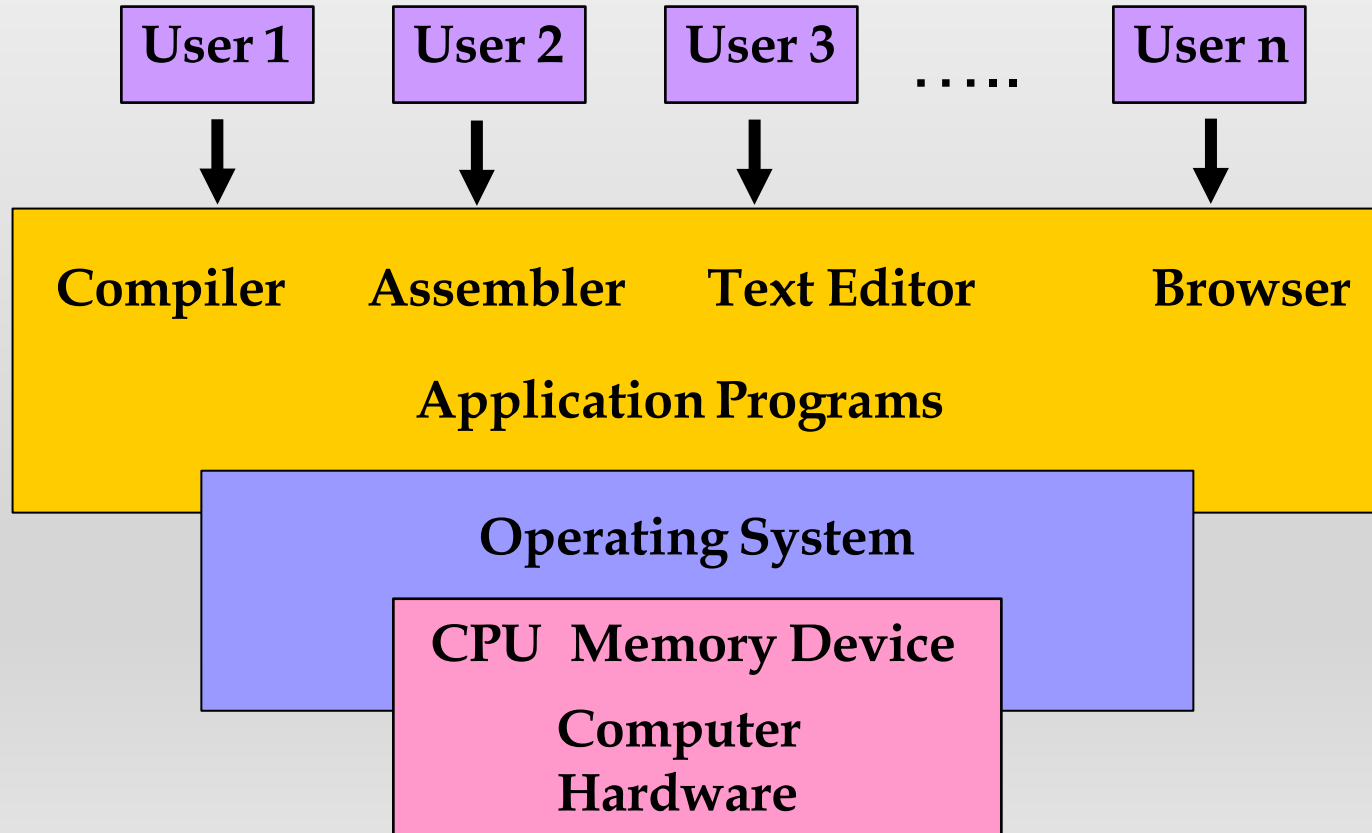 User 1 User 2 User 3 ..... User n
Compiler Assembler Text Editor Browser
Application Programs
Operating System
CPU Memory Device
Computer
Hardware